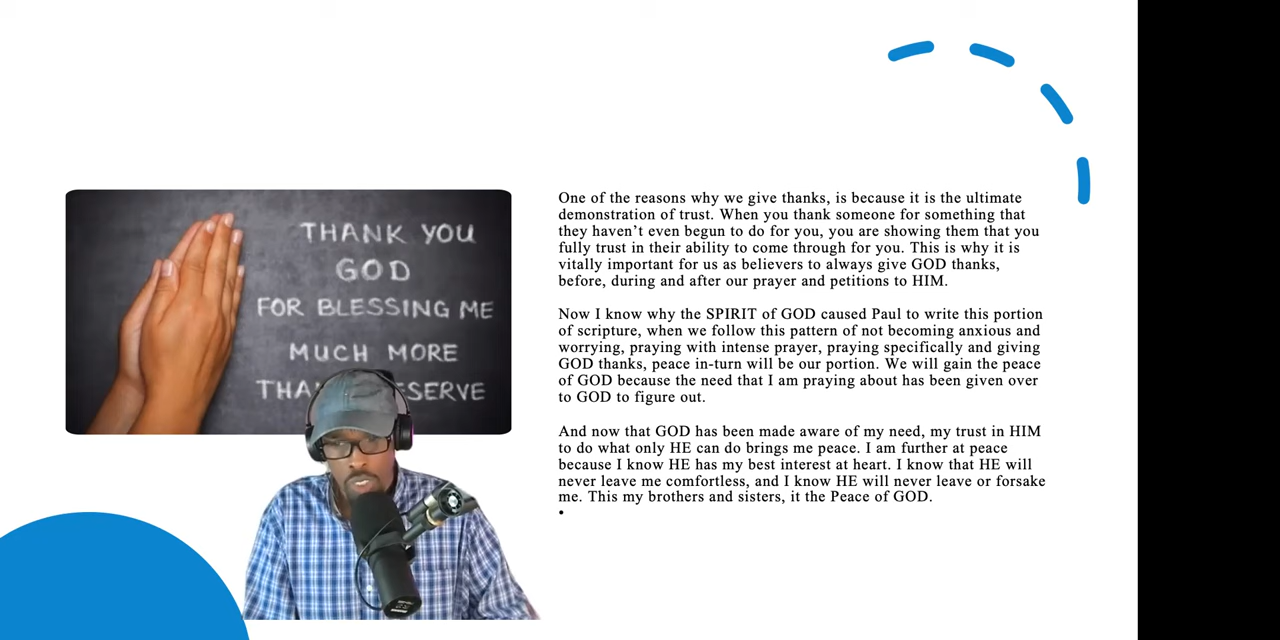 THANK YOU
GOD
FOR BLESSING ME
MUCH MORE
ESERVE
One of the reasons why we give thanks, is because it is the ultimate
demonstration of trust. When you thank someone for something that
they haven’t even begun to do for you, you are showing them that you
fully trust in their ability to come through for you. This is why it is
vitally important for us as believers to always give GOD thanks,
before, during and after our prayer and petitions to HIM.
Now I know why the SPIRIT of GOD caused Paul to write this portion
of scripture, when we follow this pattern of not becoming anxious and
worrying, praying with intense prayer, praying specifically and giving
GOD thanks, peace in-turn will be our portion. We will gain the peace
of GOD because the need that I am praying about has been given over
to GOD to figure out.
And now that GOD has been made aware of my need, my trust in HIM
to do what only HE can do brings me peace. I am further at peace
because I know HE has my best interest at heart. I know that HE will
never leave me comfortless, and I know HE will never leave or forsake
me. This my brothers and sisters, it the Peace of GOD.
•